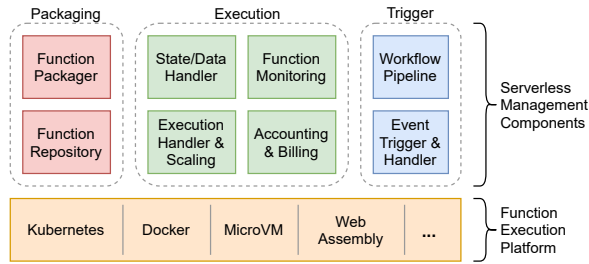 Packaging
Execution
Trigger
Function
Packager
State/Data
Handler
Function
Monitoring
Workflow
Pipeline
Function
Repository
Execution
Handler &
Scaling
Accounting
& Billing
Event
Trigger &
Handler
Serverless
Management
Components
Kubernetes
Docker
MicroVM
Web
Assembly
...
Function
Execution
Platform